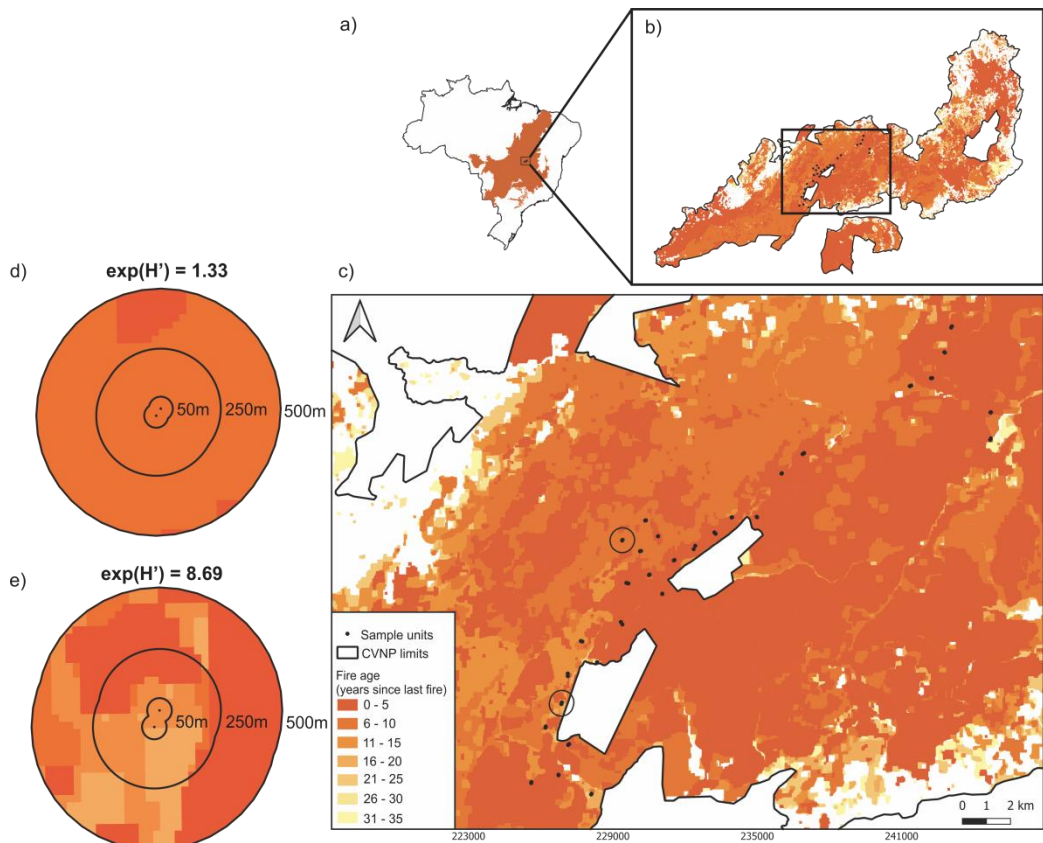 a)
b)
d)
exp(H') = 1.33
50m 250m 500m
c)
e)
exp(H') = 8.69
50m 250m 500m
Sample units
CVNP limits
Fire age
(years since last fire)
0 - 5
6 - 10
11 - 15
16 - 20
21 - 25
26 - 30
31 - 35
0 1 2 km
223000 229000 235000 241000